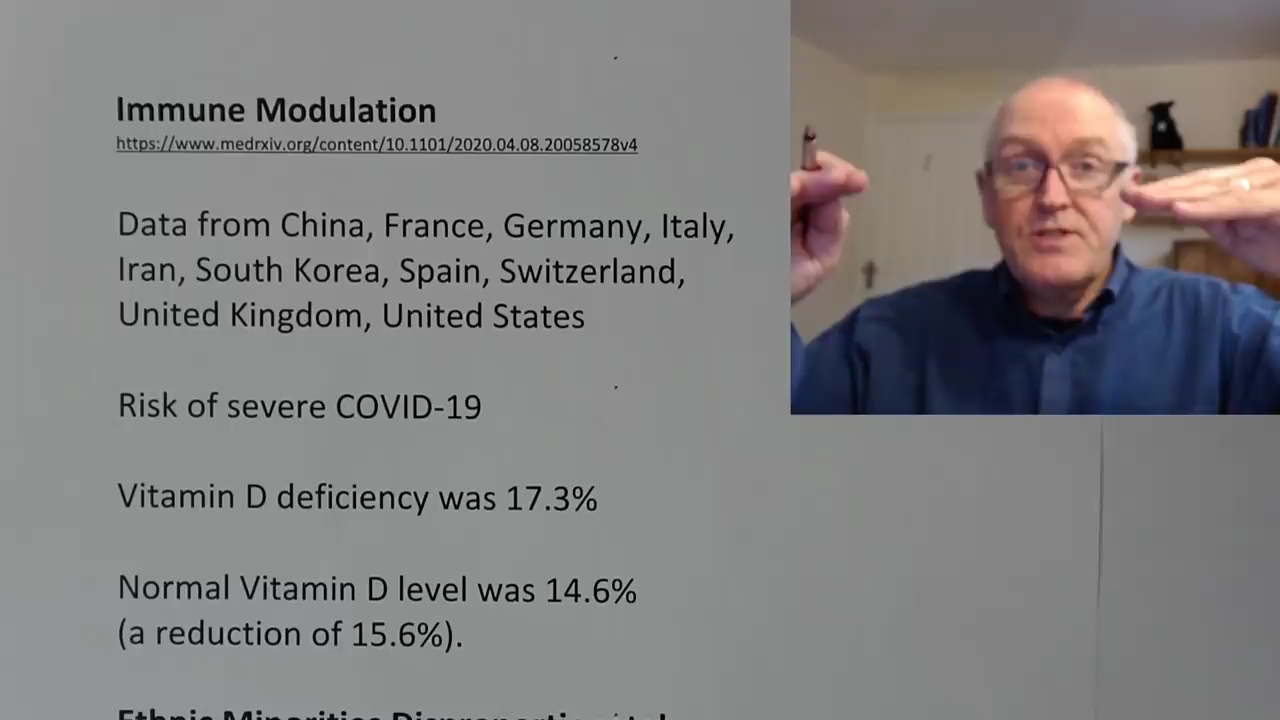 Immune Modulation
https://www.medrxiv.org/content/10.1101/2020.04.08.20058578v4
Data from China, France, Germany, Italy,
Iran, South Korea, Spain, Switzerland,
United Kingdom, United States
Risk of severe COVID-19
Vitamin D deficiency was 17.3%
Normal Vitamin D level was 14.6%
(a reduction of 15.6%).
Ethnic Minorities